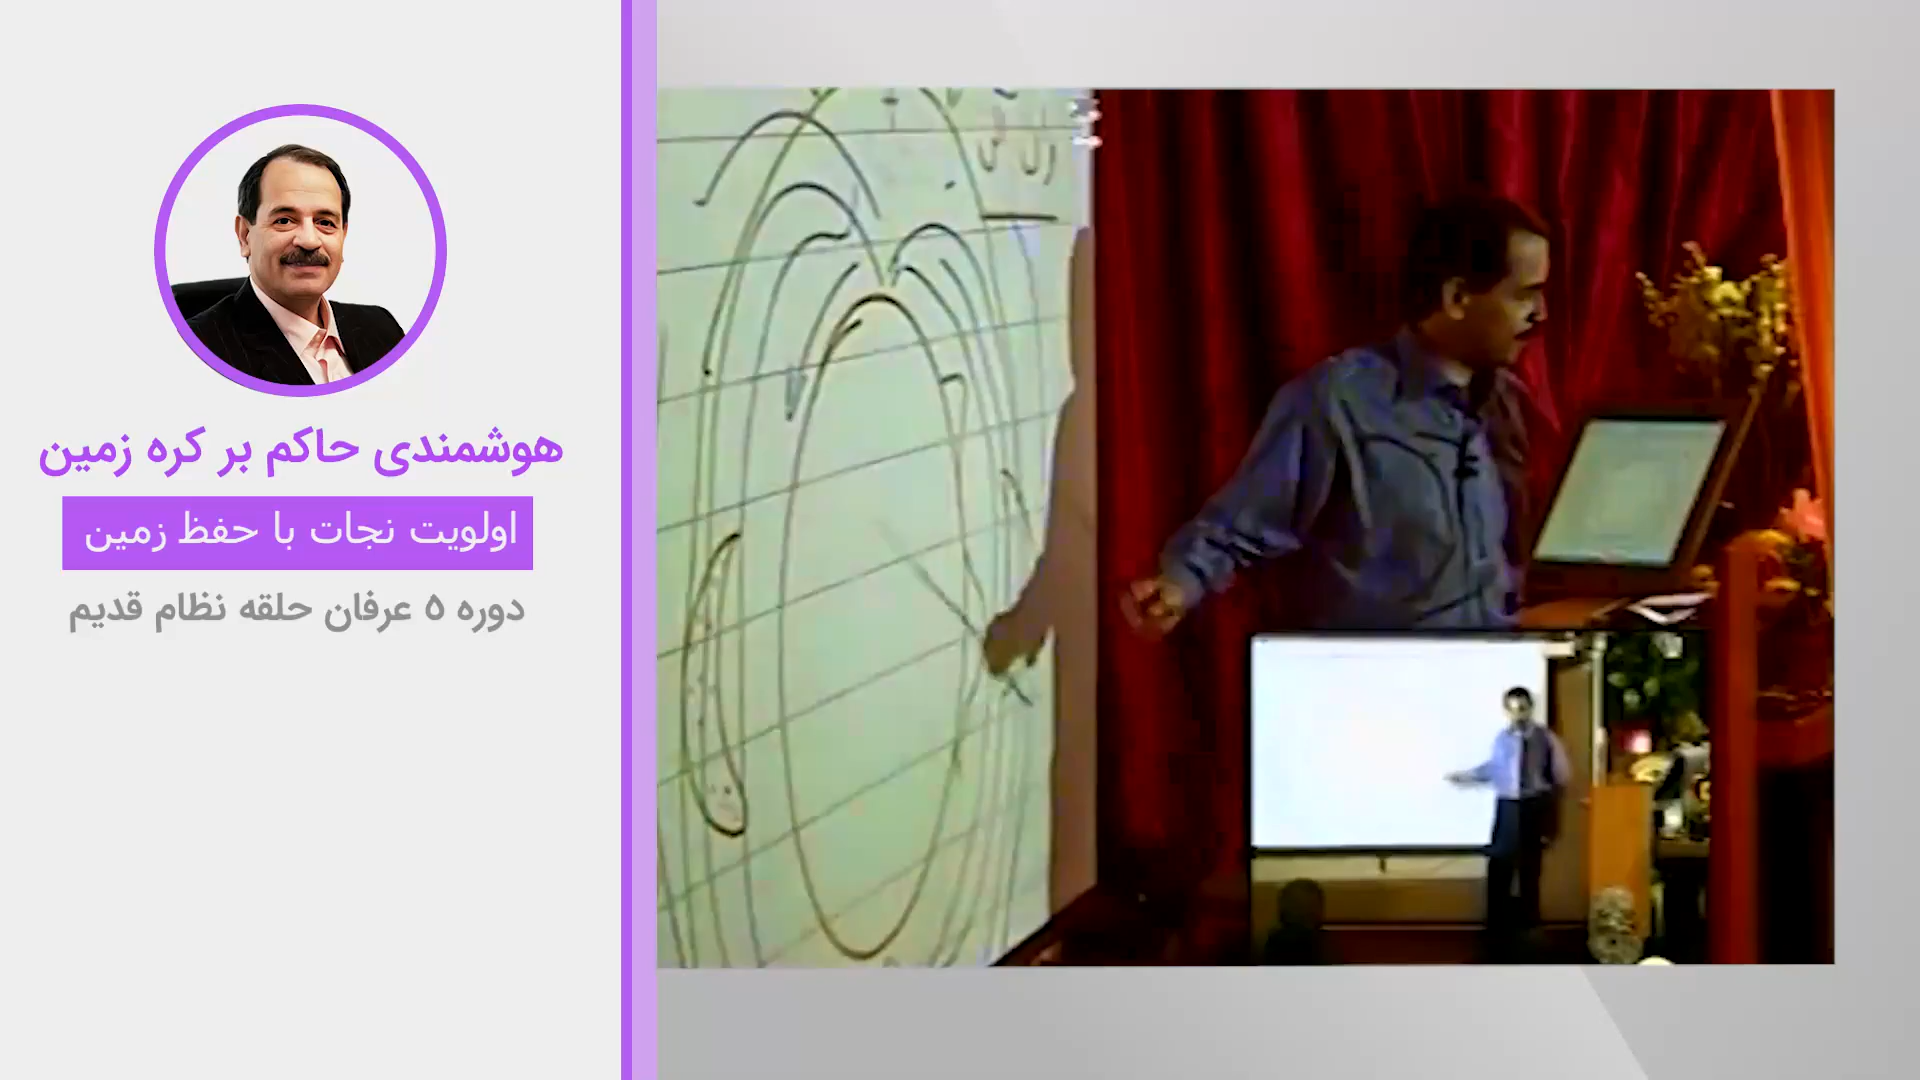 هوشمندی حاکم بر کره زمین
اولویت نجات با حفظ زمین
دوره ۵ عرفان حلقه نظام قدیم